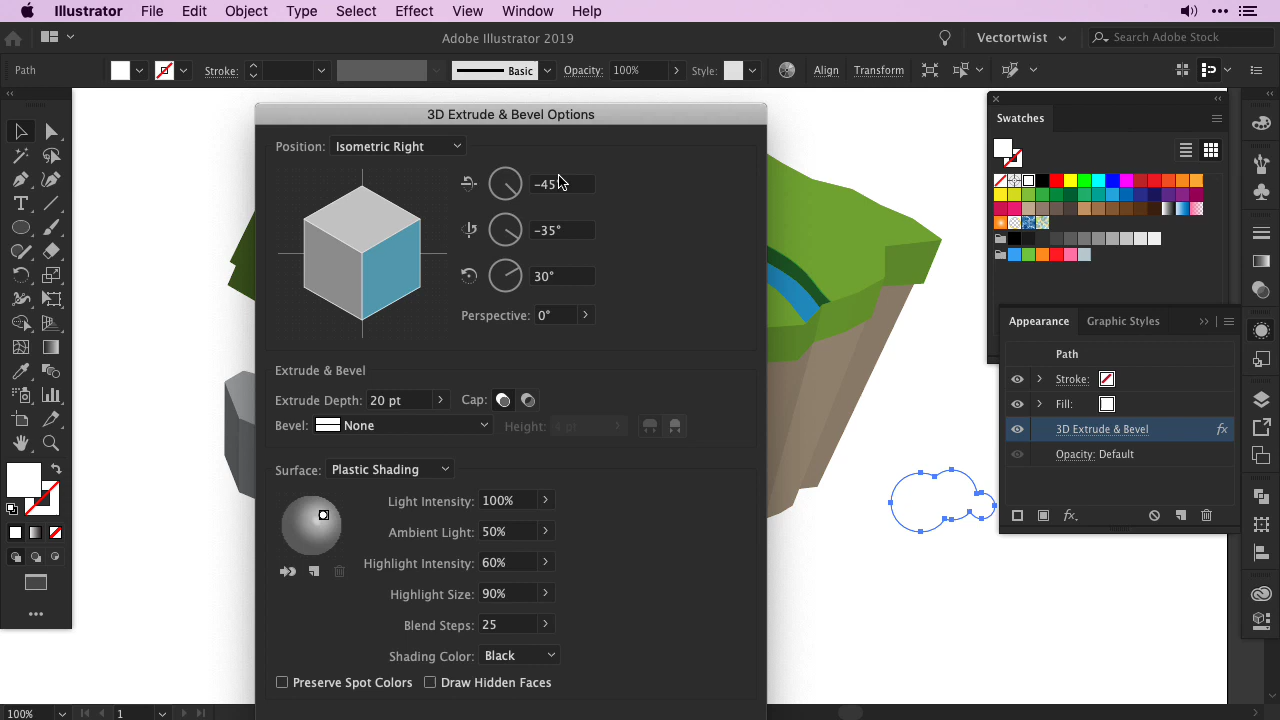 Illustrator File Edit Object Type Select Effect View Window Help
Adobe Illustrator 2019
Vectortwist
Search Adobe Stock
Path
Stroke:
Basic
Opacity: 100%
Style:
Align
Transform
3D Extrude & Bevel Options
Position: Isometric Right
-45
-35°
30°
Perspective: 0°
Extrude & Bevel
Extrude Depth: 20 pt
Cap:
Bevel: None
Height: 4 pt
Surface: Plastic Shading
Light Intensity: 100%
Ambient Light: 50%
Highlight Intensity: 60%
Highlight Size: 90%
Blend Steps: 25
Shading Color: Black
Preserve Spot Colors
Draw Hidden Faces
Swatches
Appearance
Graphic Styles
Path
Stroke:
Fill:
3D Extrude & Bevel
fx
Opacity: Default
fx.
100%
1